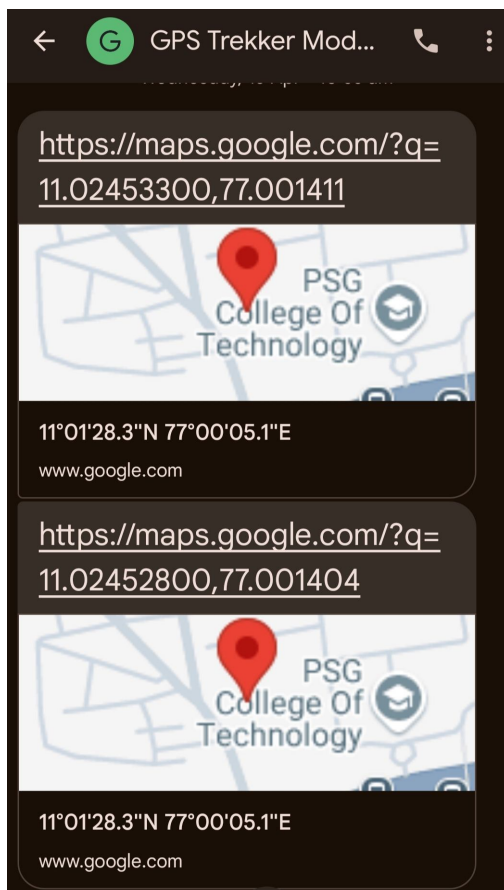 G GPS Trekker Mod...
https://maps.google.com/?q=
11.02453300,77.001411
PSG
College Of
Technology
11°01'28.3"N 77°00'05.1"E
www.google.com
https://maps.google.com/?q=
11.02452800,77.001404
PSG
College Of
Technology
11°01'28.3"N 77°00'05.1"E
www.google.com